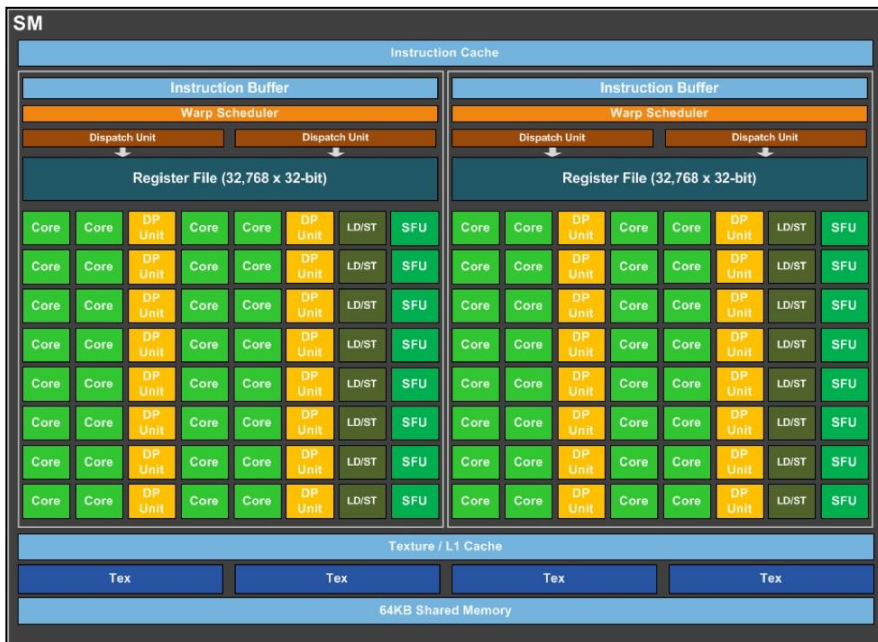 SM
Instruction Cache
Instruction Buffer Instruction Buffer
Warp Scheduler Warp Scheduler
Dispatch Unit Dispatch Unit Dispatch Unit Dispatch Unit
Register File (32,768 x 32-bit) Register File (32,768 x 32-bit)
Core Core DP Unit Core Core DP Unit LD/ST SFU Core Core DP Unit Core Core DP Unit LD/ST SFU
Core Core DP Unit Core Core DP Unit LD/ST SFU Core Core DP Unit Core Core DP Unit LD/ST SFU
Core Core DP Unit Core Core DP Unit LD/ST SFU Core Core DP Unit Core Core DP Unit LD/ST SFU
Core Core DP Unit Core Core DP Unit LD/ST SFU Core Core DP Unit Core Core DP Unit LD/ST SFU
Core Core DP Unit Core Core DP Unit LD/ST SFU Core Core DP Unit Core Core DP Unit LD/ST SFU
Core Core DP Unit Core Core DP Unit LD/ST SFU Core Core DP Unit Core Core DP Unit LD/ST SFU
Core Core DP Unit Core Core DP Unit LD/ST SFU Core Core DP Unit Core Core DP Unit LD/ST SFU
Core Core DP Unit Core Core DP Unit LD/ST SFU Core Core DP Unit Core Core DP Unit LD/ST SFU
Texture / L1 Cache
Tex Tex Tex Tex
64KB Shared Memory